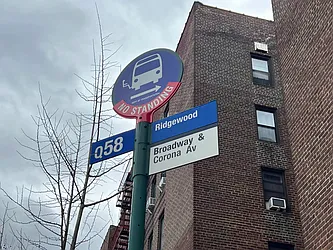 NO STANDING
Q58
Ridgewood
Broadway &
Corona Av